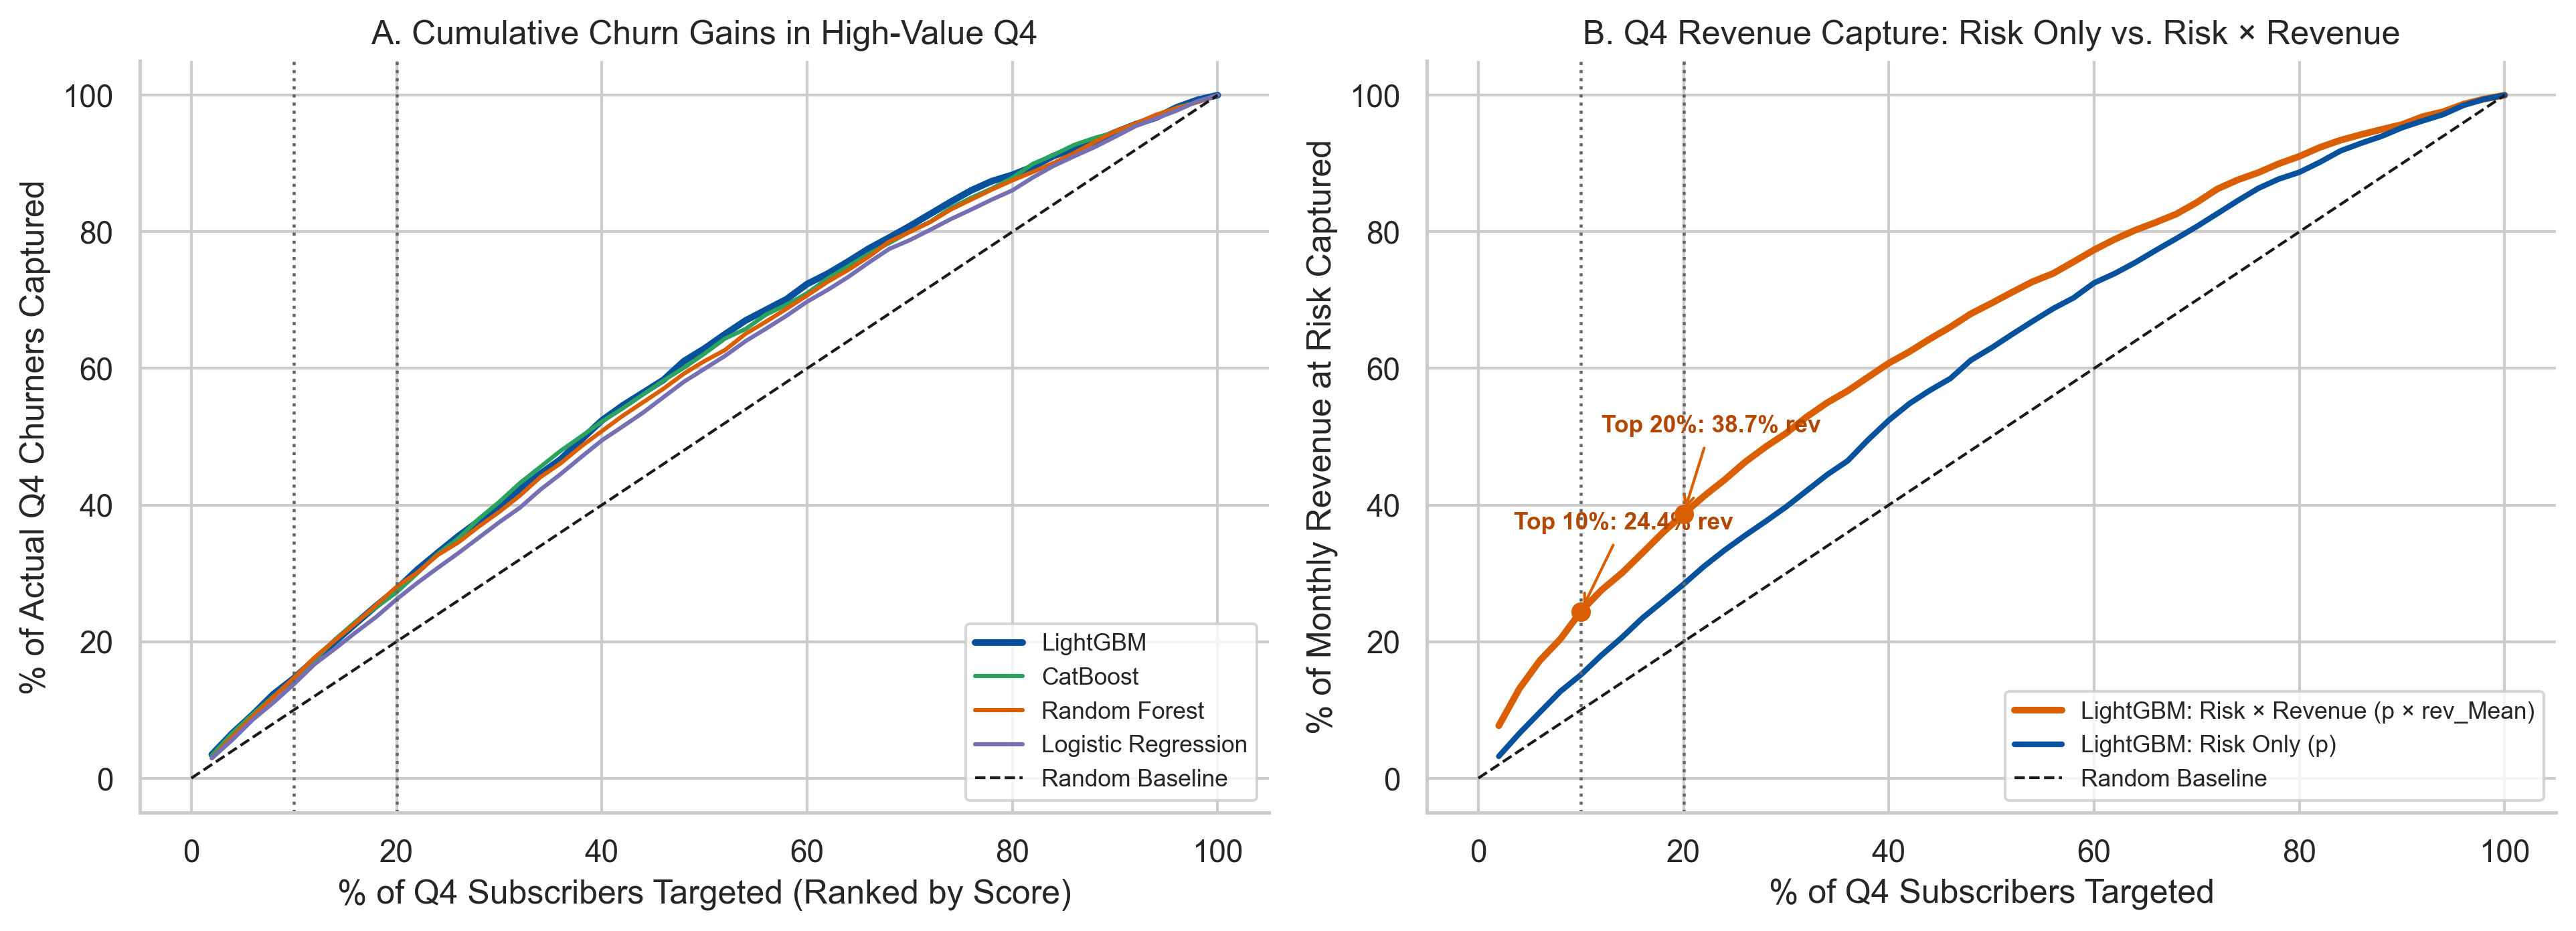 A. Cumulative Churn Gains in High-Value Q4
% of Actual Q4 Churners Captured
100
80
60
40
20
0
0 20 40 60 80 100
% of Q4 Subscribers Targeted (Ranked by Score)
LightGBM
CatBoost
Random Forest
Logistic Regression
Random Baseline
B. Q4 Revenue Capture: Risk Only vs. Risk × Revenue
% of Monthly Revenue at Risk Captured
100
80
60
40
20
0
Top 20%: 38.7% rev
Top 10%: 24.4% rev
LightGBM: Risk × Revenue (p × rev_Mean)
LightGBM: Risk Only (p)
Random Baseline
0 20 40 60 80 100
% of Q4 Subscribers Targeted